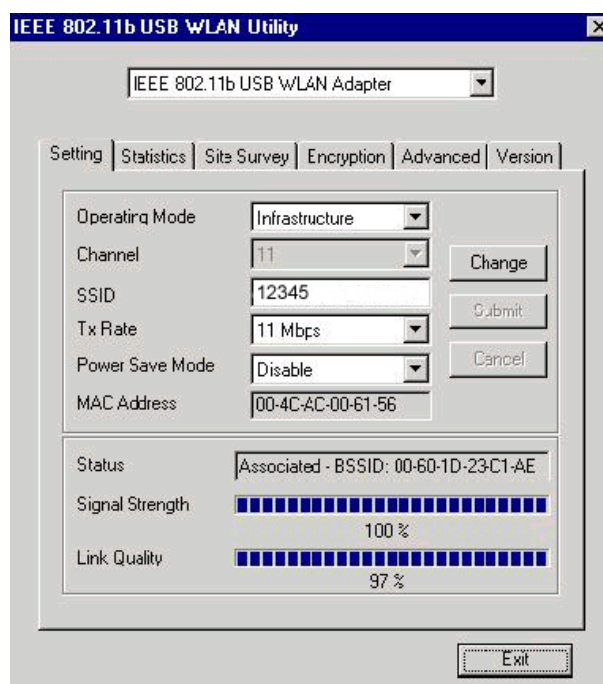 IEEE 802.11b USB WLAN Utility
IEEE 802.11b USB WLAN Adapter
Setting Statistics Site Survey Encryption Advanced Version
Operating Mode Infrastructure
Channel 11
Change
SSID 12345
Submit
Tx Rate 11 Mbps
Power Save Mode Disable
Cancel
MAC Address 00-4C-AC-00-61-56
Status Associated - BSSID: 00-60-1D-23-C1-AE
Signal Strength
100 %
Link Quality
97 %
Exit